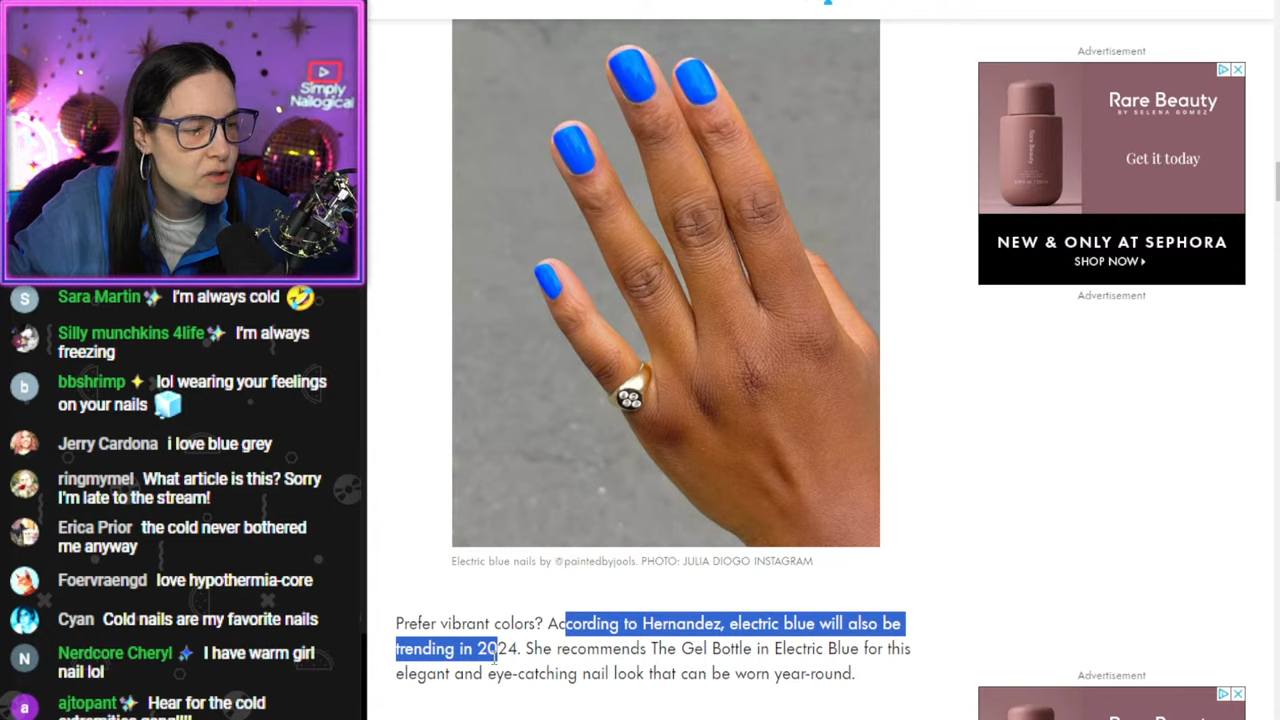 Simply
Nailogical
S Sara Martin I'm always cold
Silly munchkins 4life I'm always
freezing
b bbshrimp lol wearing your feelings
on your nails
Jerry Cardona i love blue grey
ringmymel What article is this? Sorry
I'm late to the stream!
Erica Prior the cold never bothered
me anyway
Foervraengd love hypothermia-core
Cyan Cold nails are my favorite nails
N Nerdcore Cheryl I have warm girl
nail lol
a ajtopant Hear for the cold
extremities gang!!!!
Electric blue nails by @paintedbyjools. PHOTO: JULIA DIOGO INSTAGRAM
Prefer vibrant colors? According to Hernandez, electric blue will also be
trending in 2024. She recommends The Gel Bottle in Electric Blue for this
elegant and eye-catching nail look that can be worn year-round.
Advertisement
Rare Beauty
BY SELENA GOMEZ
Get it today
Rare Beauty
NEW & ONLY AT SEPHORA
SHOP NOW
Advertisement
Advertisement
Rare Beauty